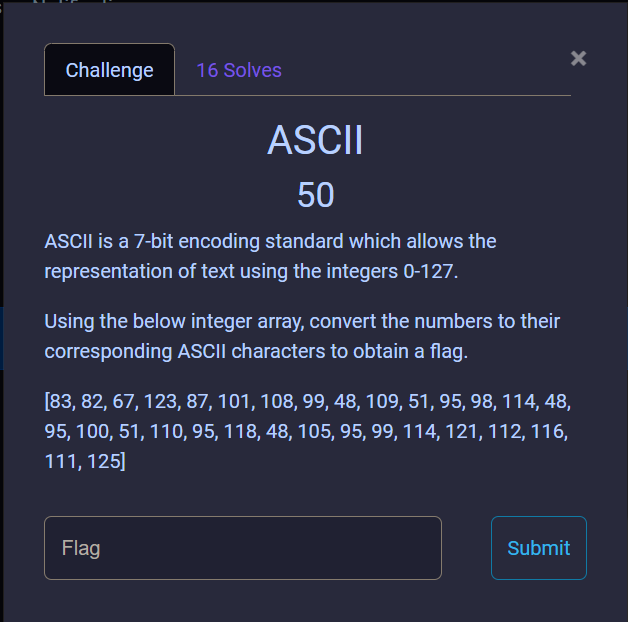 Challenge
16 Solves
×
ASCII
50
ASCII is a 7-bit encoding standard which allows the
representation of text using the integers 0-127.
Using the below integer array, convert the numbers to their
corresponding ASCII characters to obtain a flag.
[83, 82, 67, 123, 87, 101, 108, 99, 48, 109, 51, 95, 98, 114, 48,
95, 100, 51, 110, 95, 118, 48, 105, 95, 99, 114, 121, 112, 116,
111, 125]
Flag
Submit